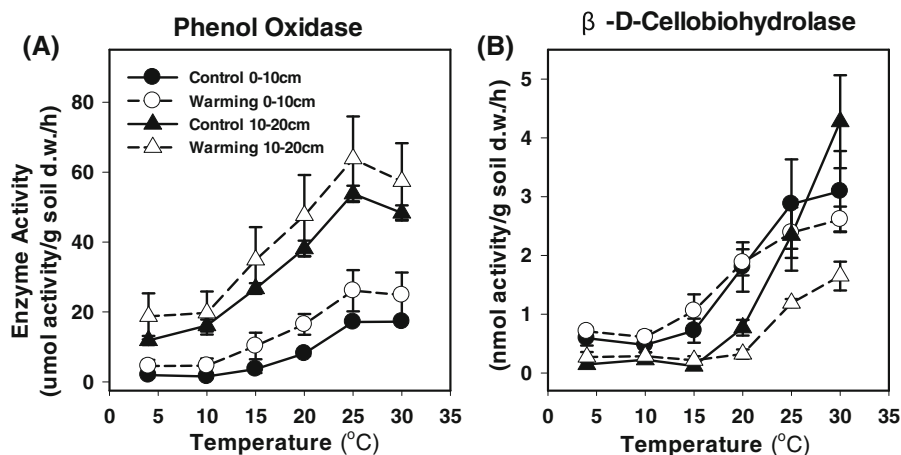 Phenol Oxidase
β -D-Cellobiohydrolase
(A)
Control 0-10cm
Warming 0-10cm
Control 10-20cm
Warming 10-20cm
Enzyme Activity
(umol activity/g soil d.w./h)
80
60
40
20
0
0 5 10 15 20 25 30 35
Temperature (°C)
(B)
(nmol activity/g soil d.w./h)
5
4
3
2
1
0
0 5 10 15 20 25 30 35
Temperature (°C)